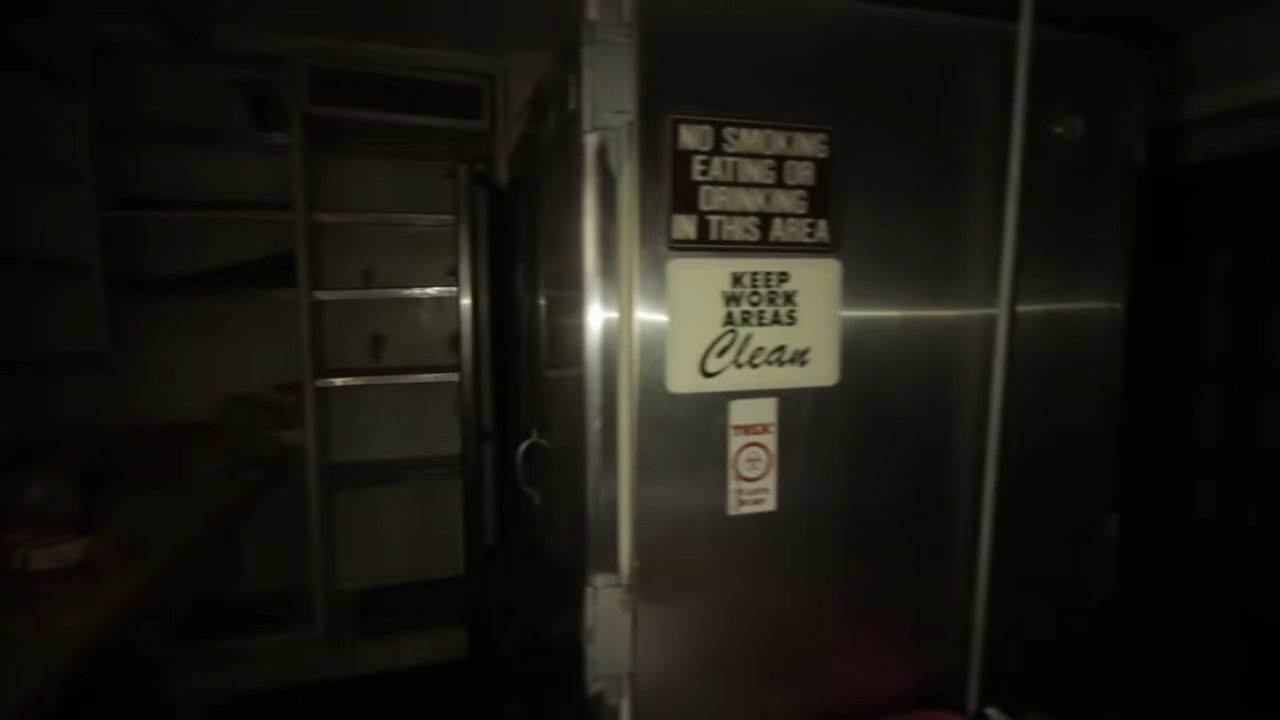 NO SMOKING
EATING OR
DRINKING
IN THIS AREA
KEEP
WORK
AREAS
Clean